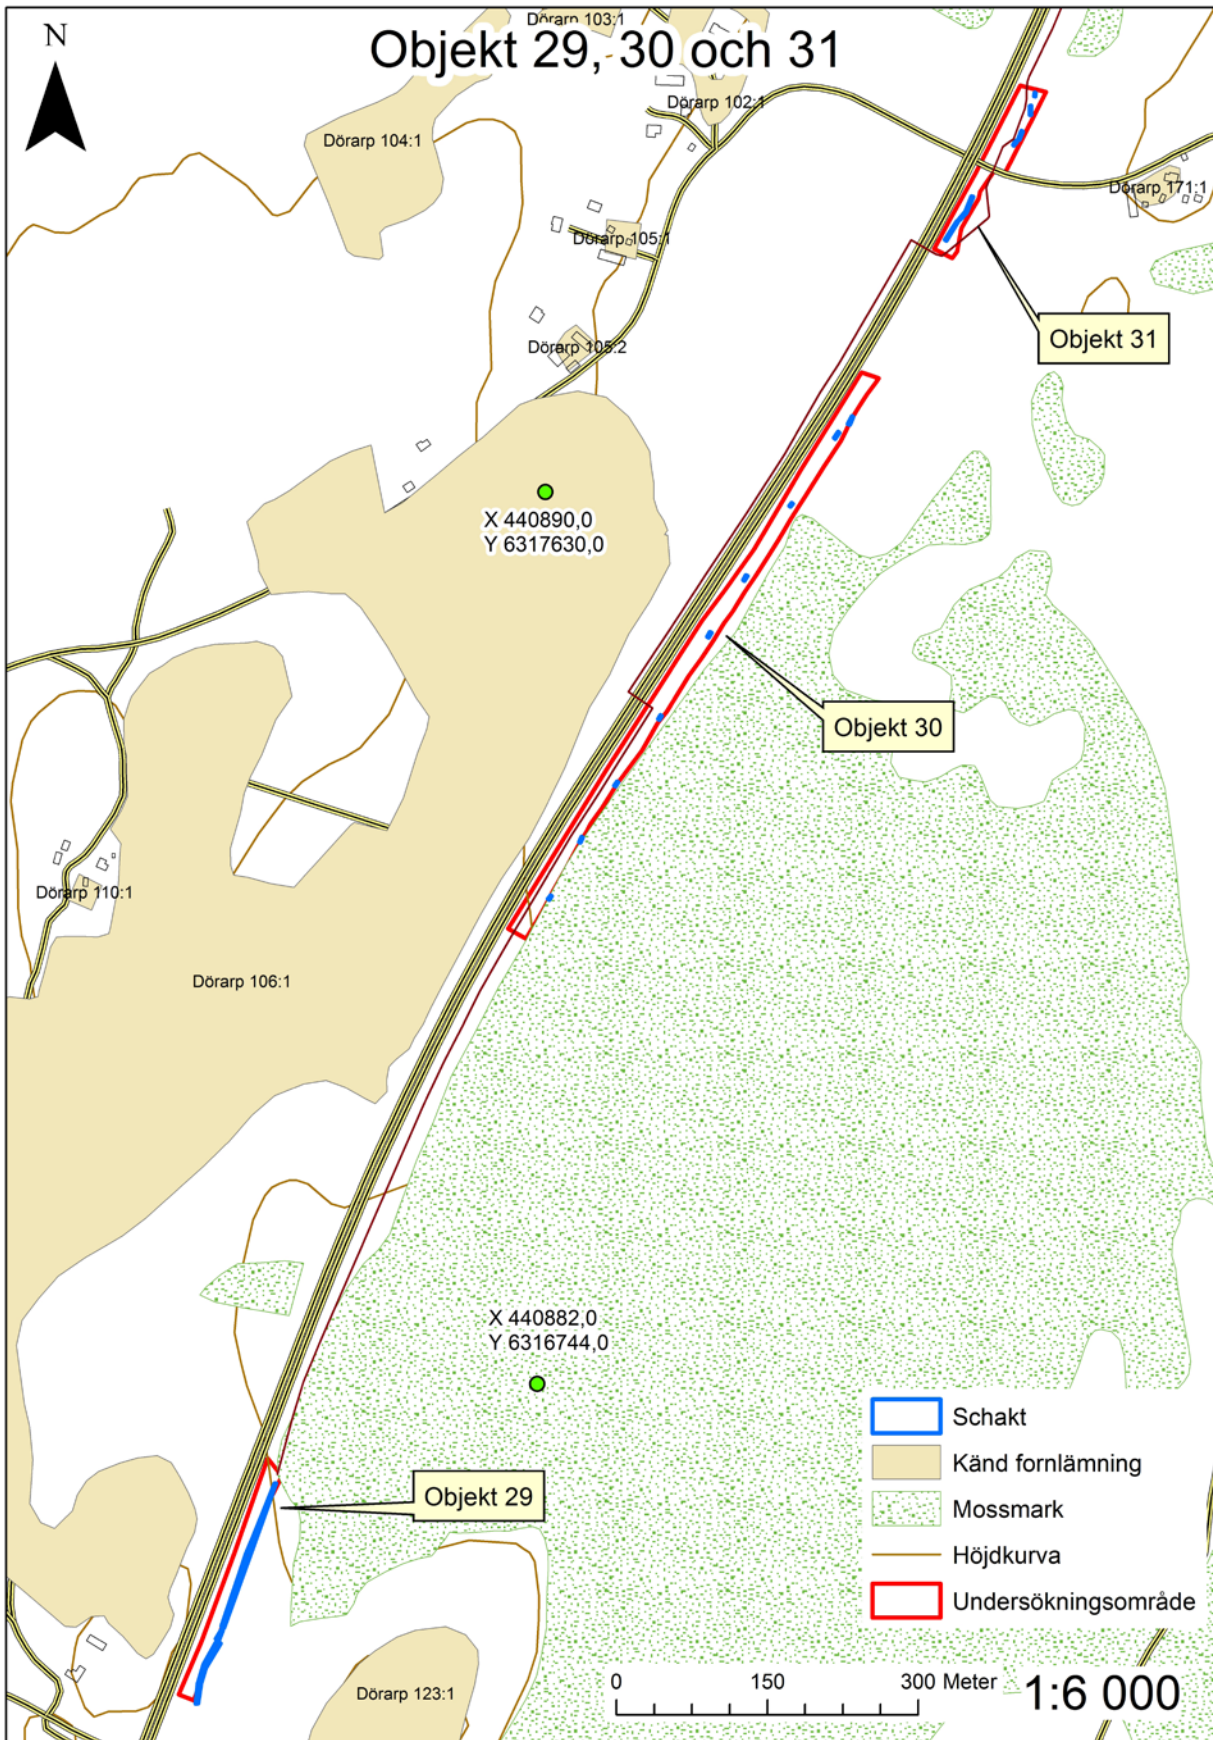 N
Objekt 29, 30 och 31
Dörarp 103:1
Dörarp 102:1
Dörarp 104:1
Dörarp 171:1
Dörarp 105:1
Objekt 31
Dörarp 105:2
X 440890,0
Y 6317630,0
Objekt 30
Dörarp 110:1
Dörarp 106:1
X 440882,0
Y 6316744,0
Objekt 29
Schakt
Känd fornlämning
Mossmark
Höjdkurva
Undersökningsområde
Dörarp 123:1
0 150 300 Meter
1:6 000